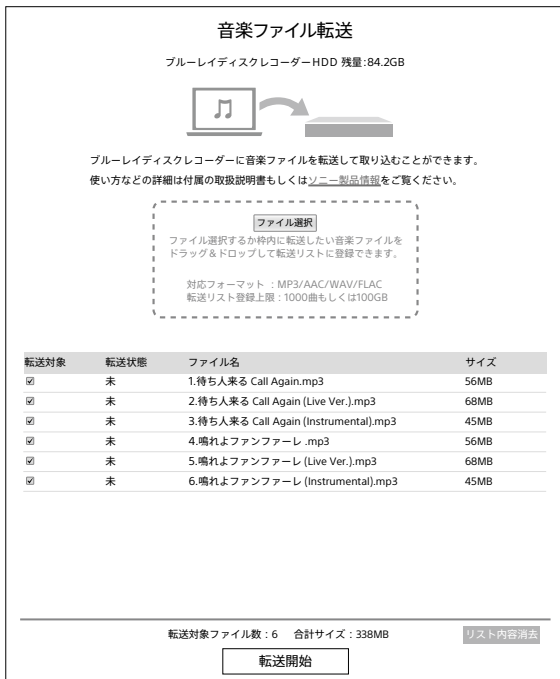 音楽ファイル転送
ブルーレイディスクレコーダーHDD 残量:84.2GB
ブルーレイディスクレコーダーに音楽ファイルを転送して取り込むことができます。
使い方などの詳細は付属の取扱説明書もしくはソニー製品情報をご覧ください。
ファイル選択
ファイル選択するか枠内に転送したい音楽ファイルを
ドラッグ＆ドロップして転送リストに登録できます。
対応フォーマット ：MP3/AAC/WAV/FLAC
転送リスト登録上限：1000曲もしくは100GB
転送対象 転送状態 ファイル名 サイズ
未 1.待ち人来る Call Again.mp3 56MB
未 2.待ち人来る Call Again (Live Ver.).mp3 68MB
未 3.待ち人来る Call Again (Instrumental).mp3 45MB
未 4.鳴れよファンファーレ .mp3 56MB
未 5.鳴れよファンファーレ (Live Ver.).mp3 68MB
未 6.鳴れよファンファーレ (Instrumental).mp3 45MB
転送対象ファイル数：6 合計サイズ：338MB リスト内容消去
転送開始